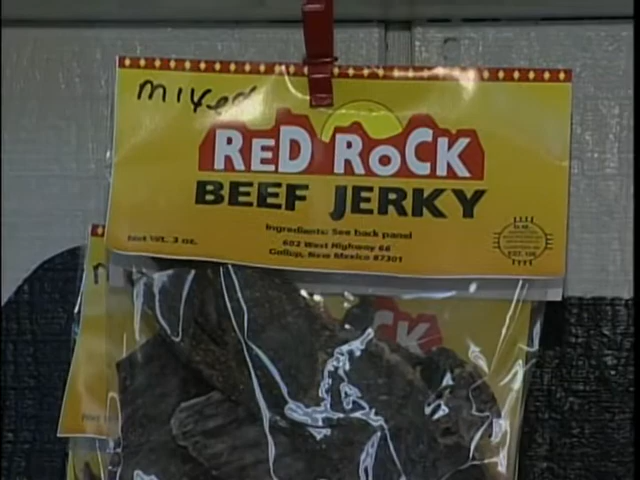 mixed
RED ROCK
BEEF JERKY
Ingredients: See back panel
Net Wt. 3 oz.
602 West Highway 66
Gallup, New Mexico 87301
CK